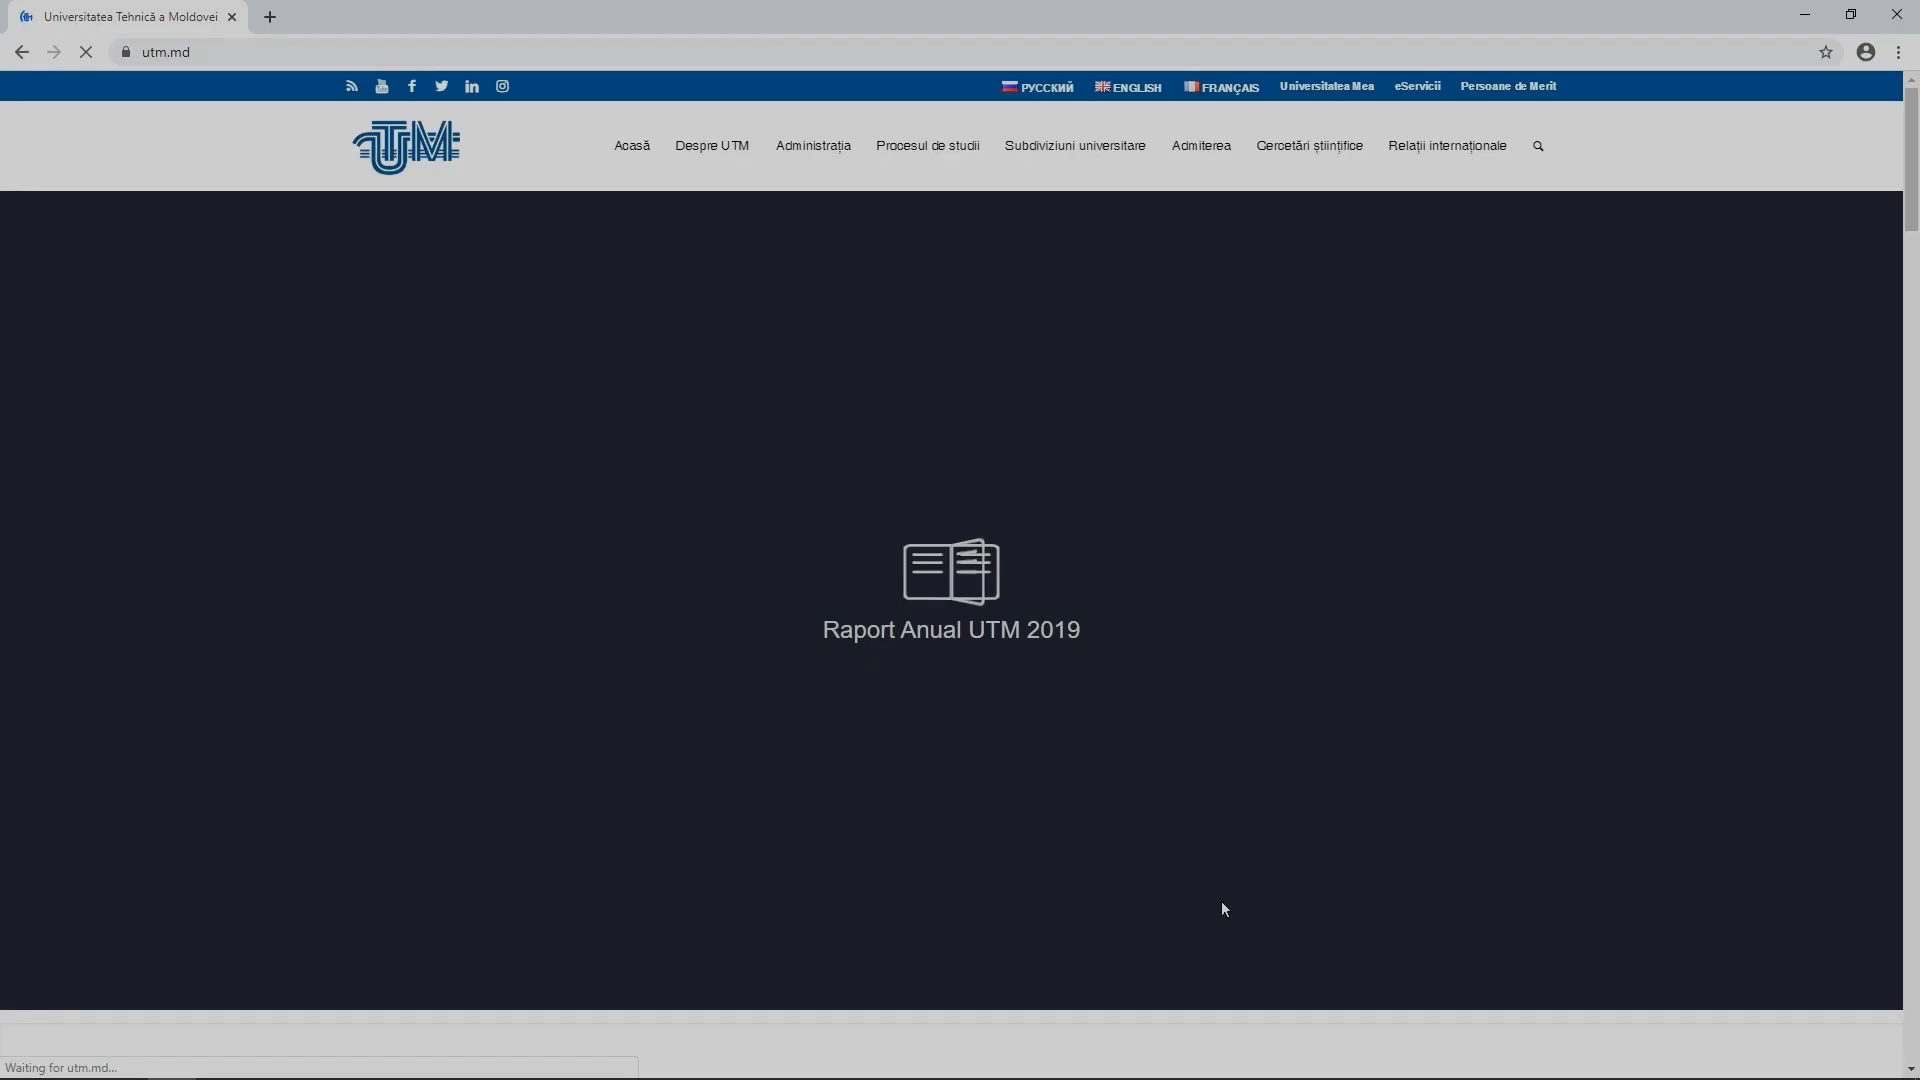 Universitatea Tehnică a Moldovei
utm.md
РУССКИЙ ENGLISH FRANÇAIS Universitatea Mea eServicii Persoane de Merit
UTM
Acasă Despre UTM Administrația Procesul de studii Subdiviziuni universitare Admiterea Cercetări științifice Relații internaționale
Raport Anual UTM 2019
Waiting for utm.md...